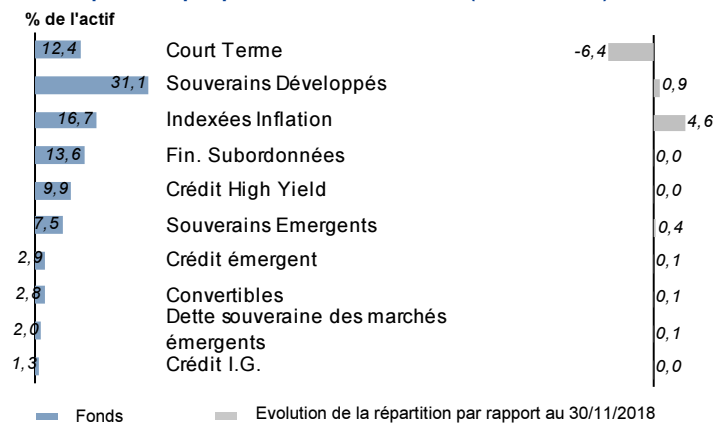 % de l'actif
12,4 Court Terme -6,4
31,1 Souverains Développés 0,9
16,7 Indexées Inflation 4,6
13,6 Fin. Subordonnées 0,0
9,9 Crédit High Yield 0,0
7,5 Souverains Emergents 0,4
2,9 Crédit émergent 0,1
2,8 Convertibles 0,1
2,0 Dette souveraine des marchés
émergents 0,1
1,3 Crédit I.G. 0,0
Fonds Evolution de la répartition par rapport au 30/11/2018